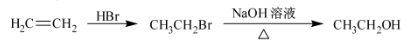 H₂C=CH₂ —HBr→ CH₃CH₂Br —NaOH 溶液/△→ CH₃CH₂OH